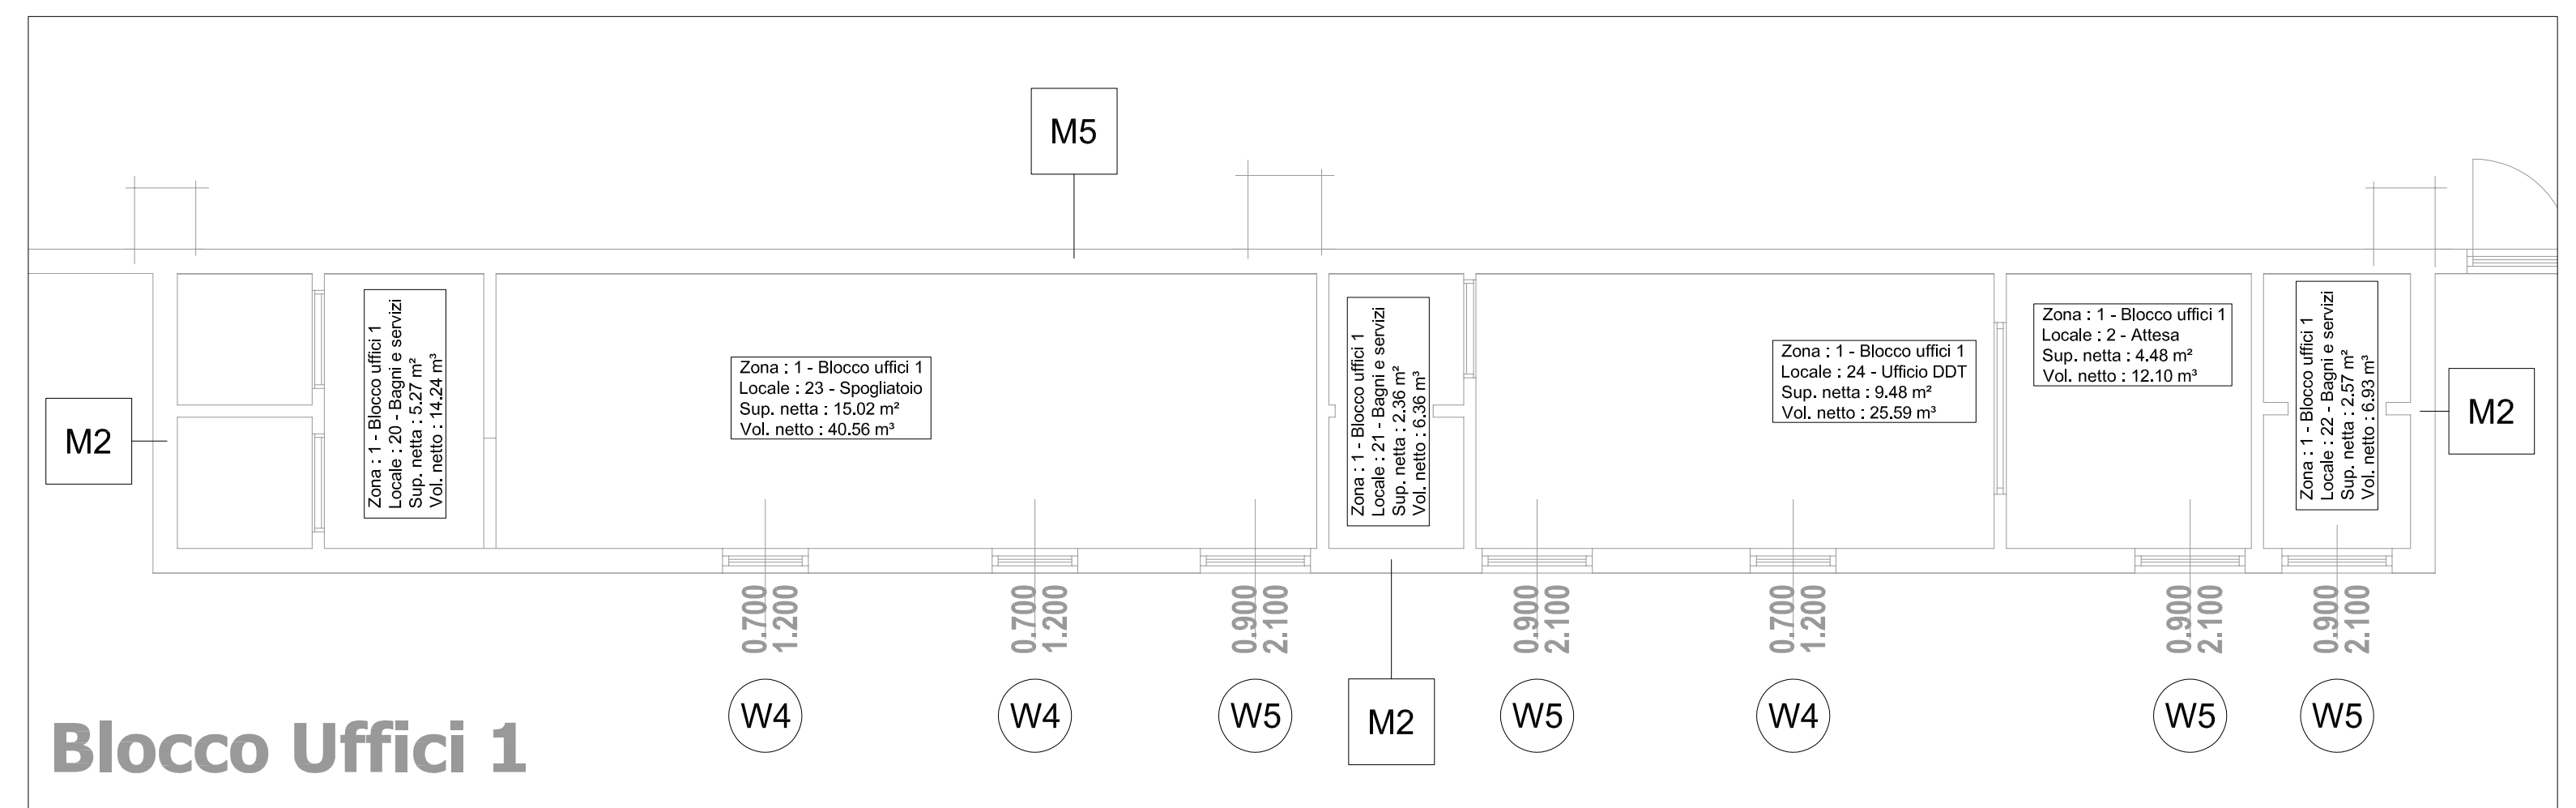 M5
Zona : 1 - Blocco uffici 1
Locale : 20 - Bagni e servizi
Sup. netta : 5.27 m²
Vol. netto : 14.24 m³
Zona : 1 - Blocco uffici 1
Locale : 23 - Spogliatoio
Sup. netta : 15.02 m²
Vol. netto : 40.56 m³
Zona : 1 - Blocco uffici 1
Locale : 21 - Bagni e servizi
Sup. netta : 2.36 m²
Vol. netto : 6.36 m³
Zona : 1 - Blocco uffici 1
Locale : 24 - Ufficio DDT
Sup. netta : 9.48 m²
Vol. netto : 25.59 m³
Zona : 1 - Blocco uffici 1
Locale : 2 - Attesa
Sup. netta : 4.48 m²
Vol. netto : 12.10 m³
Zona : 1 - Blocco uffici 1
Locale : 22 - Bagni e servizi
Sup. netta : 2.57 m²
Vol. netto : 6.93 m³
M2
M2
0.700
1.200
0.700
1.200
0.900
2.100
0.900
2.100
0.700
1.200
0.900
2.100
0.900
2.100
W4
W4
W5
M2
W5
W4
W5
W5
Blocco Uffici 1